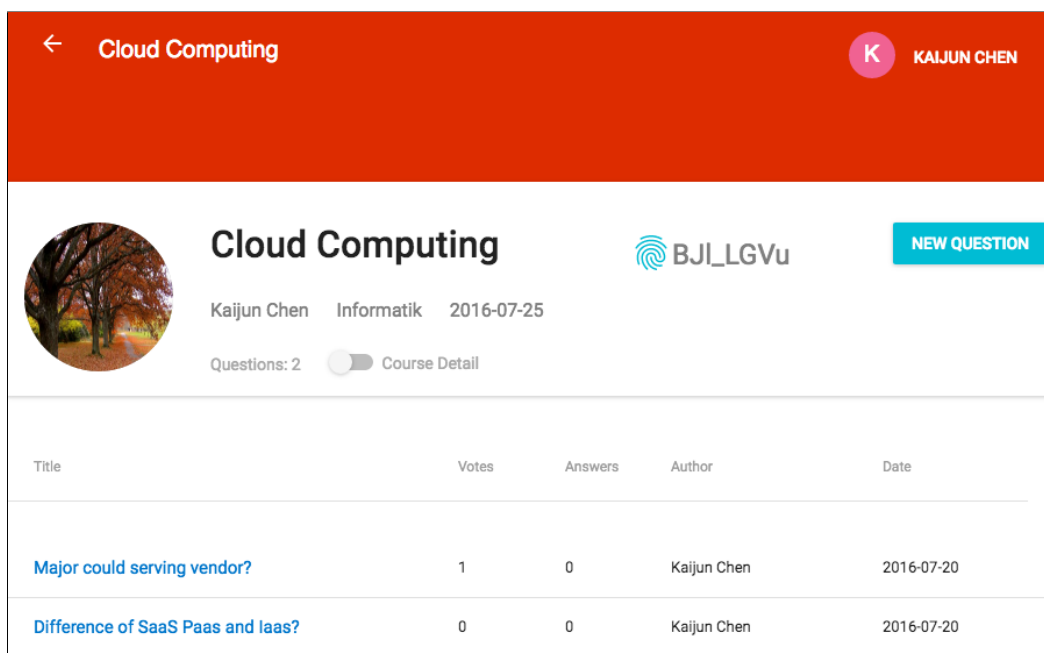 Cloud Computing
K KAIJUN CHEN
Cloud Computing
BJl_LGVu
NEW QUESTION
Kaijun Chen Informatik 2016-07-25
Questions: 2 Course Detail
Title Votes Answers Author Date
Major could serving vendor? 1 0 Kaijun Chen 2016-07-20
Difference of SaaS Paas and Iaas? 0 0 Kaijun Chen 2016-07-20